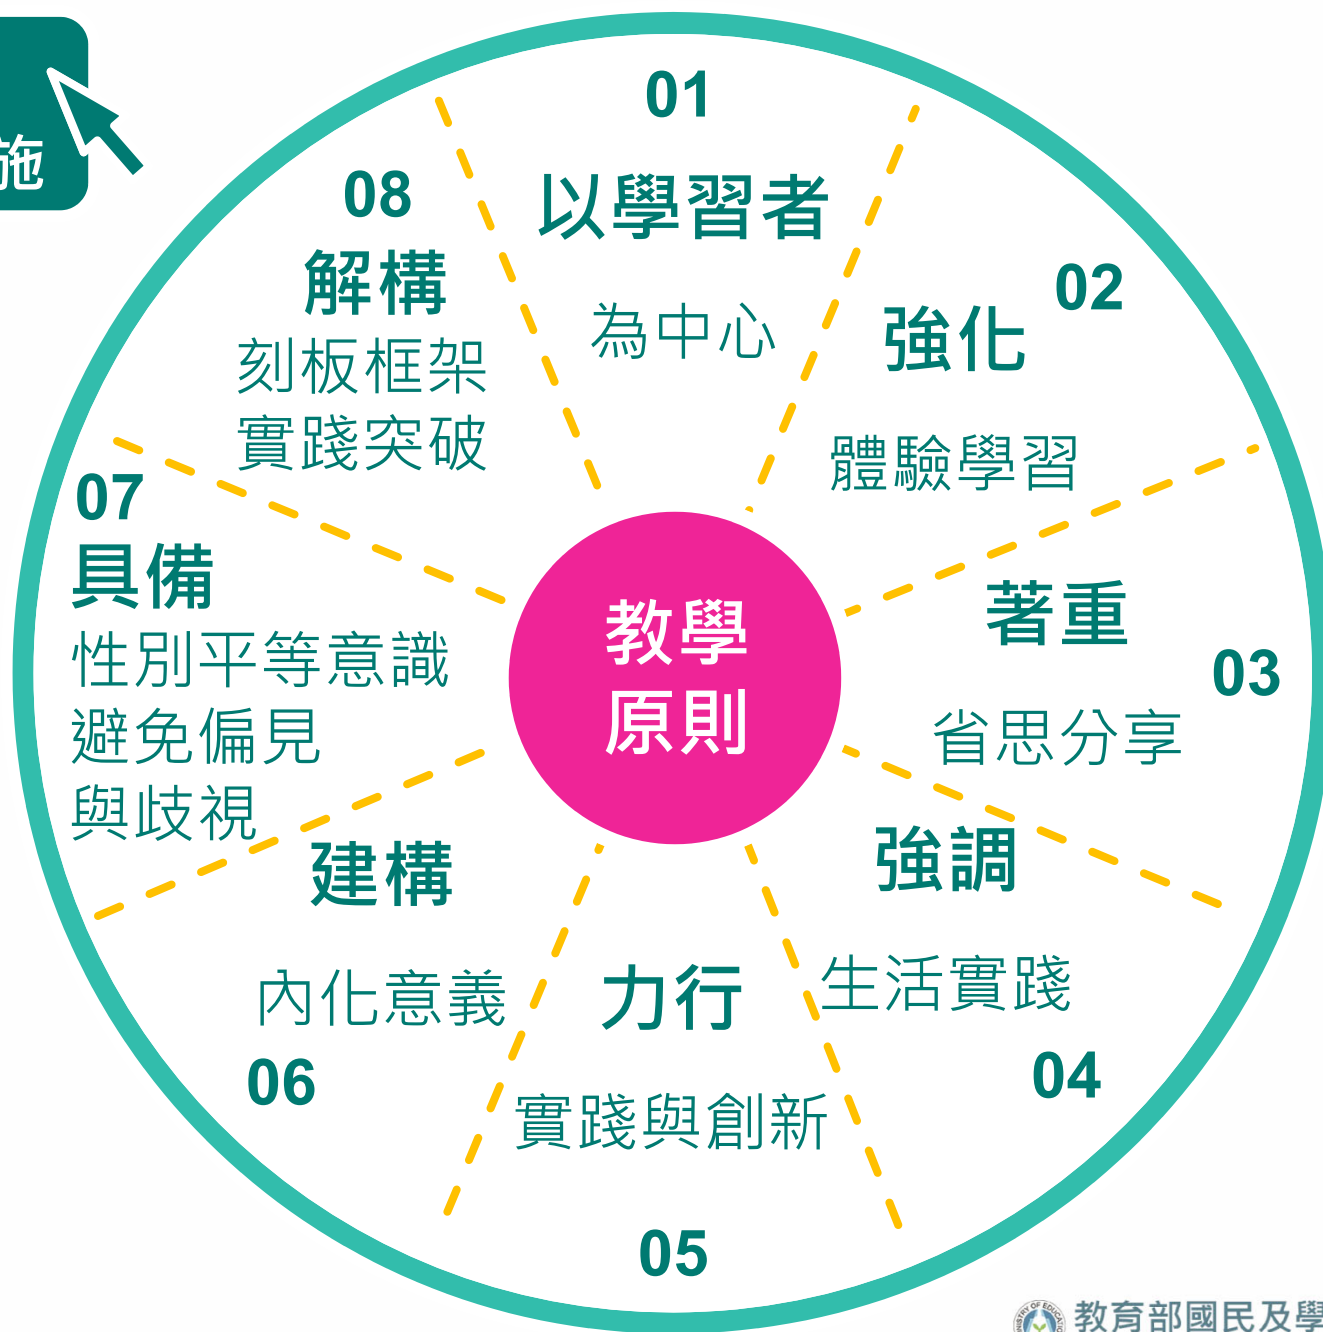 施
01
以學習者
為中心
02
強化
體驗學習
著重
03
省思分享
強調
生活實踐
04
力行
實踐與創新
05
建構
內化意義
06
07
具備
性別平等意識
避免偏見
與歧視
08
解構
刻板框架
實踐突破
教學
原則
教育部國民及學